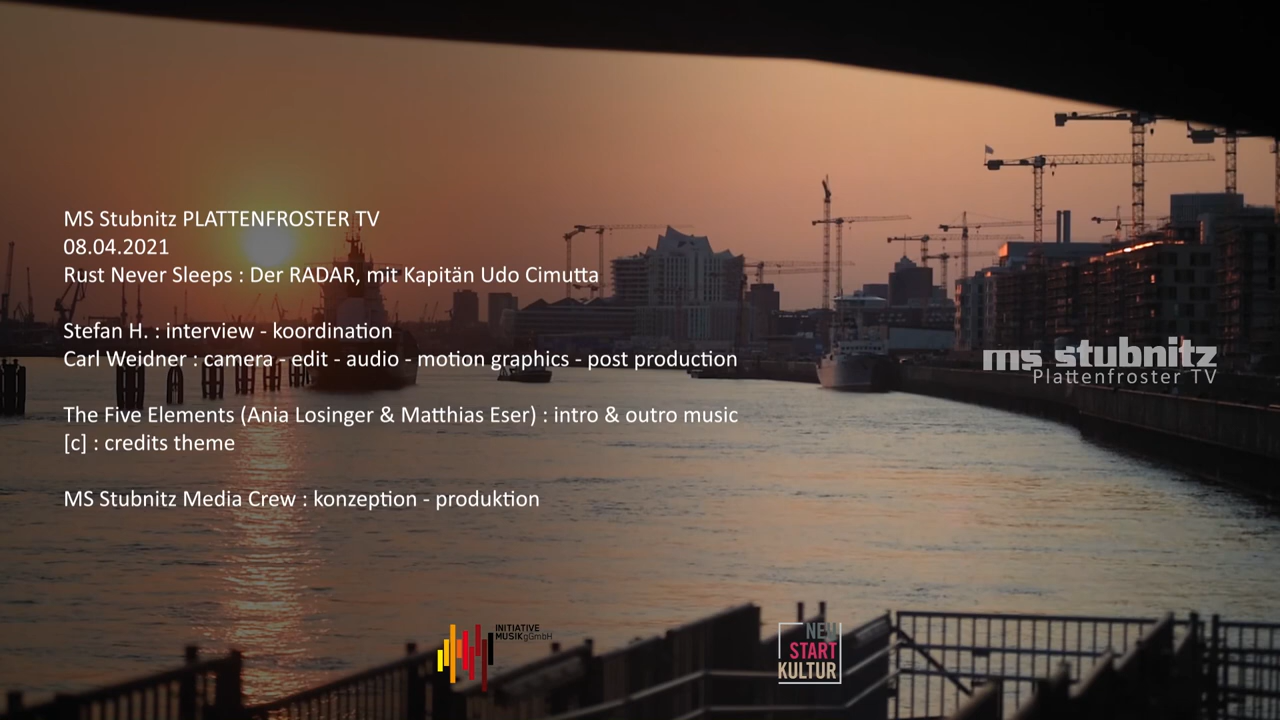 MS Stubnitz PLATTENFROSTER TV
08.04.2021
Rust Never Sleeps : Der RADAR, mit Kapitän Udo Cimutta
Stefan H. : interview - koordination
Carl Weidner : camera - edit - audio - motion graphics - post production
The Five Elements (Ania Losinger & Matthias Eser) : intro & outro music
[c] : credits theme
MS Stubnitz Media Crew : konzeption - produktion
ms stubnitz
Plattenfroster TV
INITIATIVE
MUSIKgGmbH
NEU
START
KULTUR